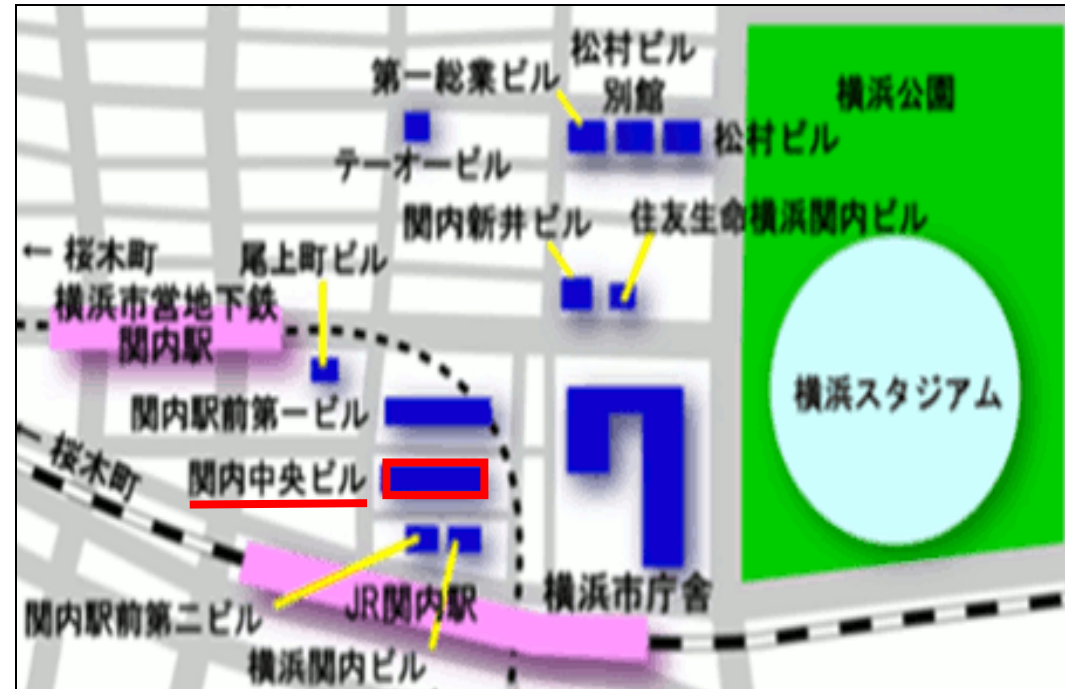 松村ビル
別館
第一総業ビル
横浜公園
松村ビル
テーオービル
関内新井ビル
住友生命横浜関内ビル
← 桜木町
尾上町ビル
横浜市営地下鉄
関内駅
横浜スタジアム
関内駅前第一ビル
← 桜木町
関内中央ビル
JR関内駅
横浜市庁舎
関内駅前第二ビル
横浜関内ビル